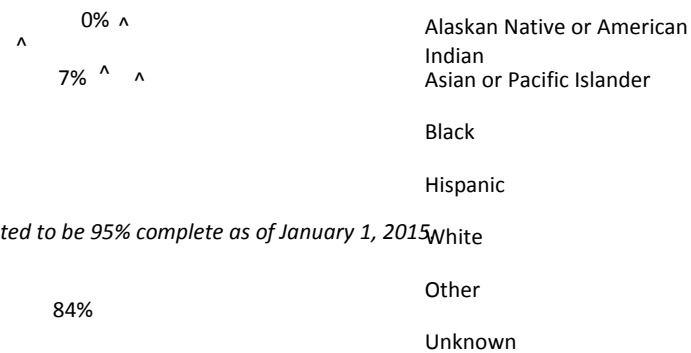 0% ^
^
7% ^ ^
ted to be 95% complete as of January 1, 2015
84%
Alaskan Native or American
Indian
Asian or Pacific Islander
Black
Hispanic
White
Other
Unknown